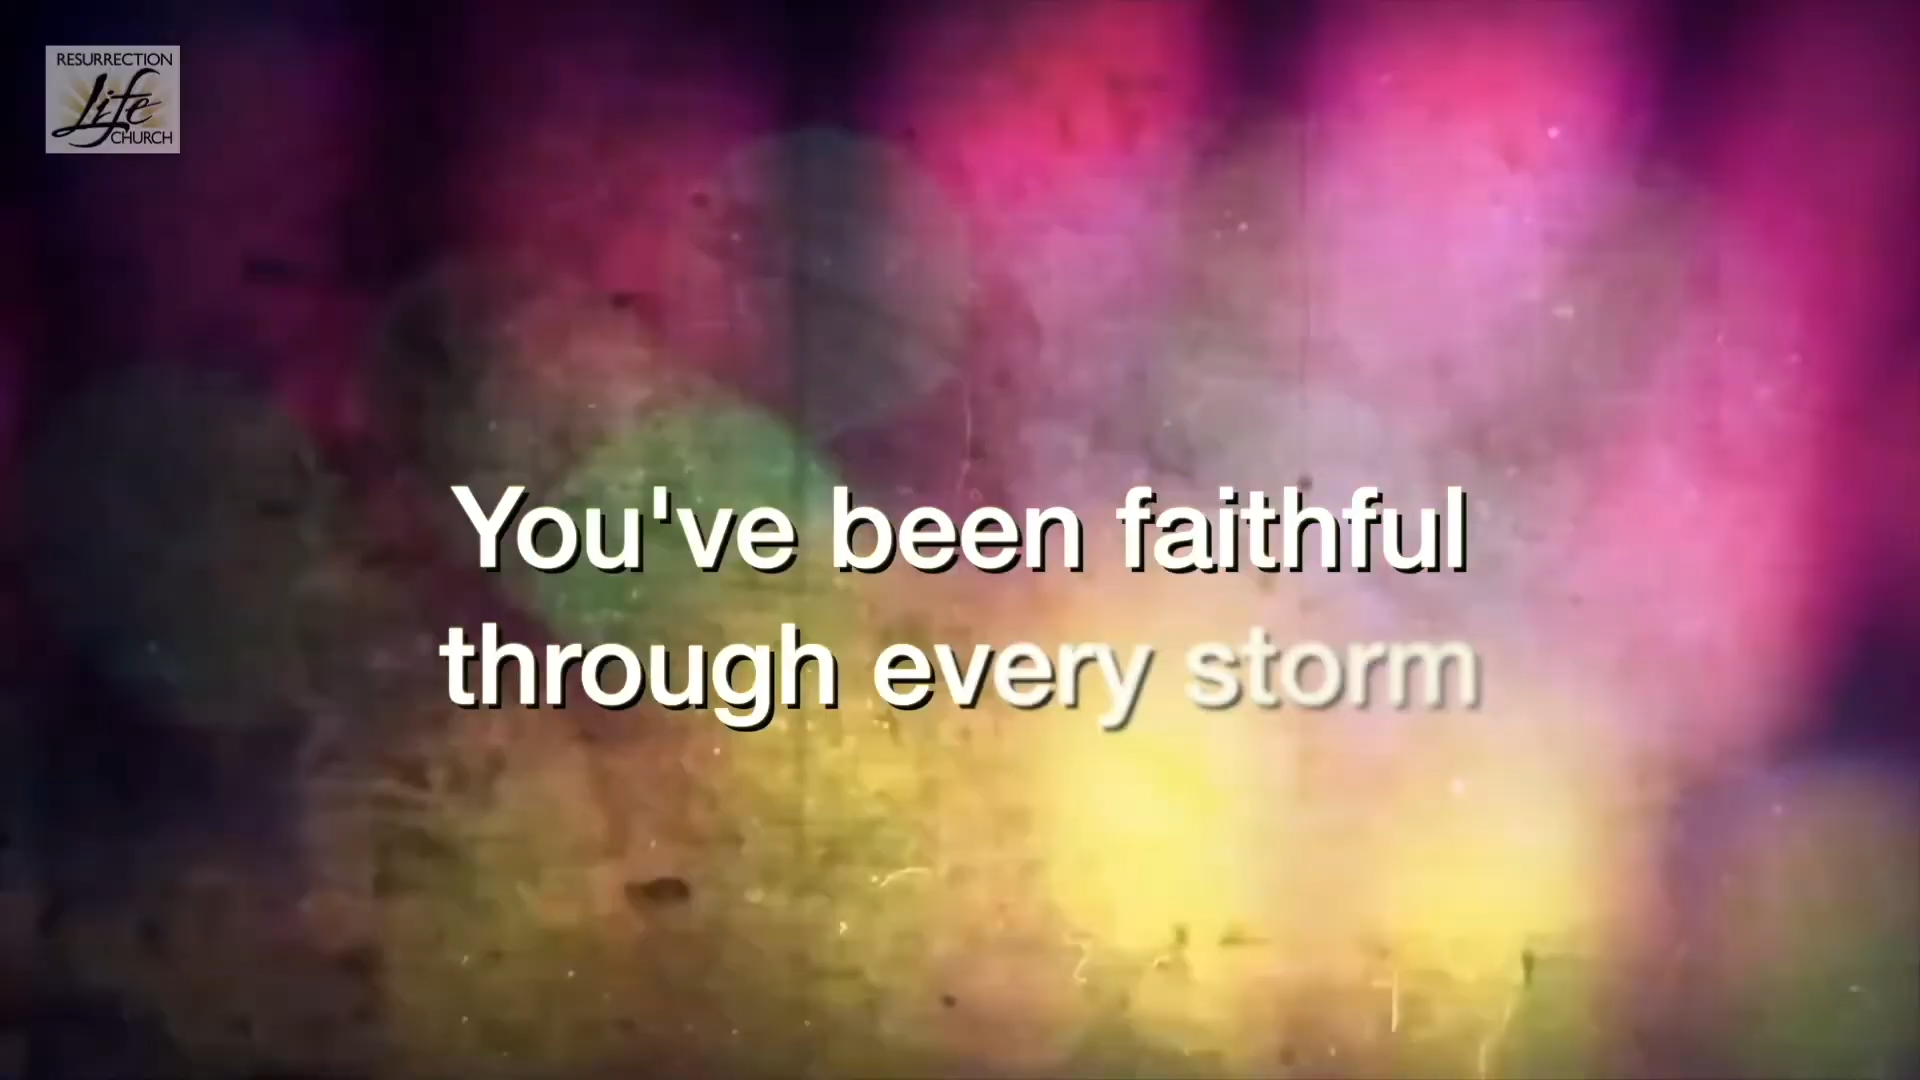 RESURRECTION
Life
CHURCH
You've been faithful
through every storm